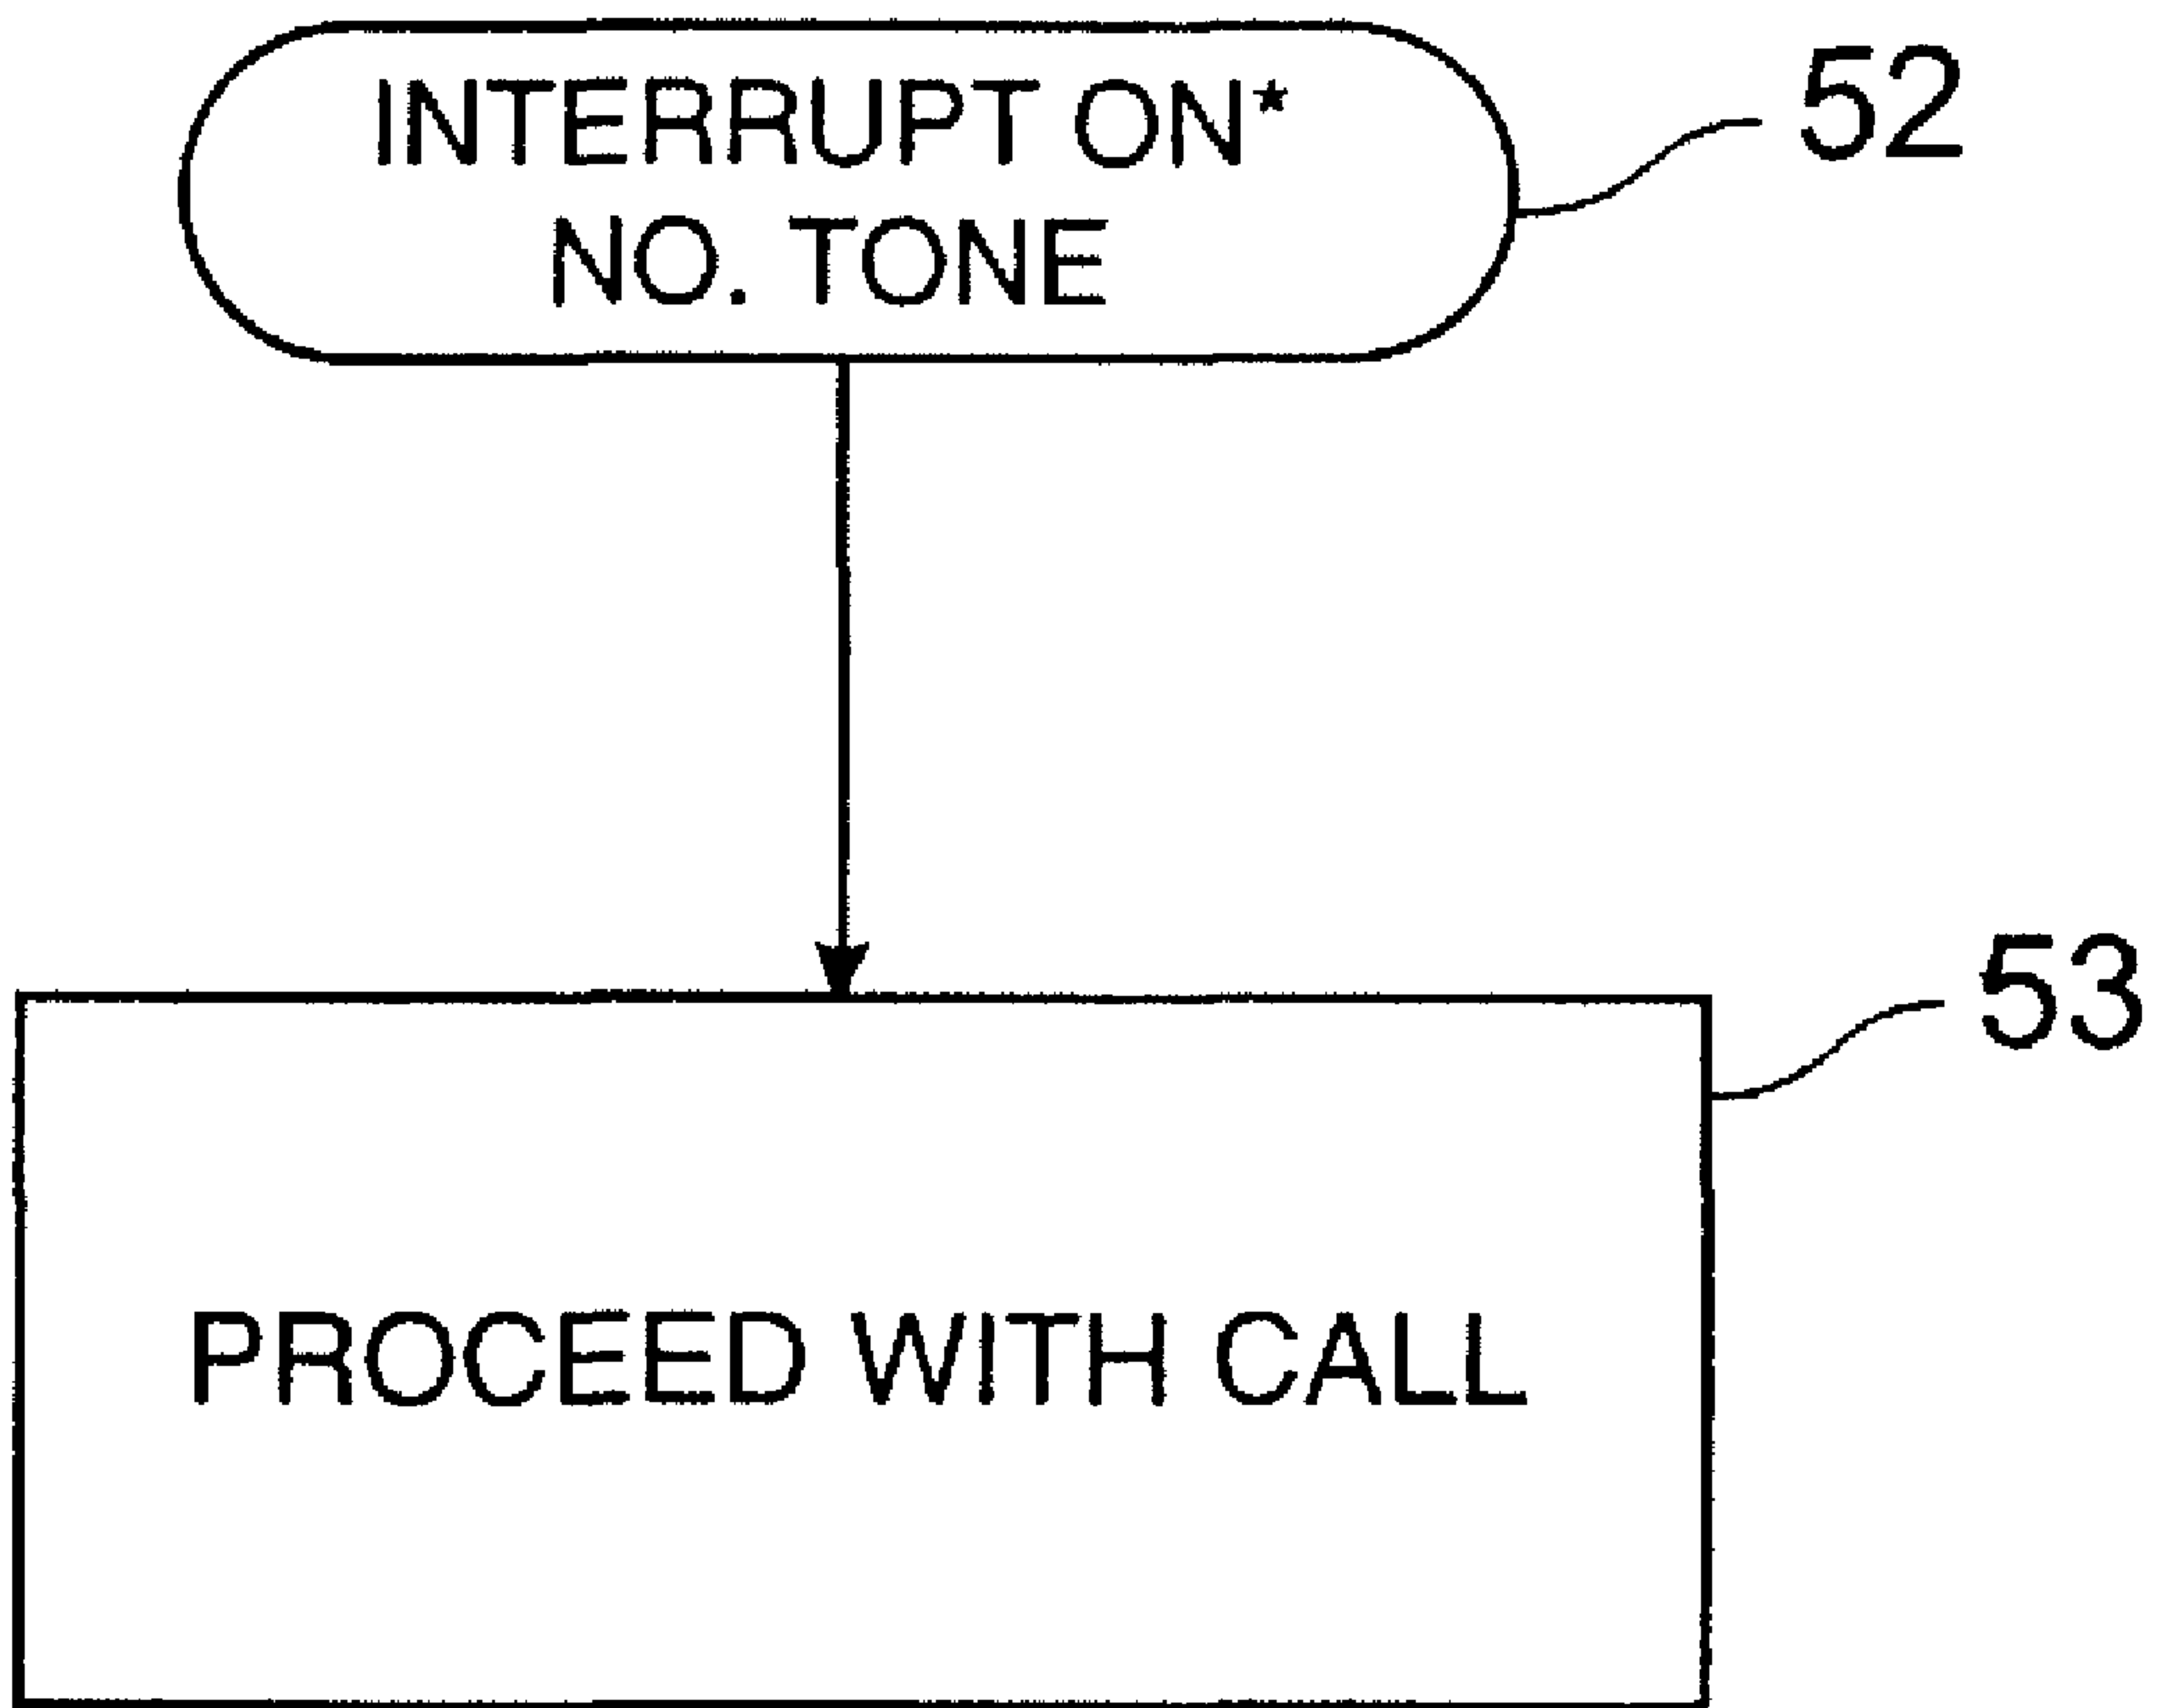 INTERRUPT ON*
NO. TONE
52
53
PROCEED WITH CALL